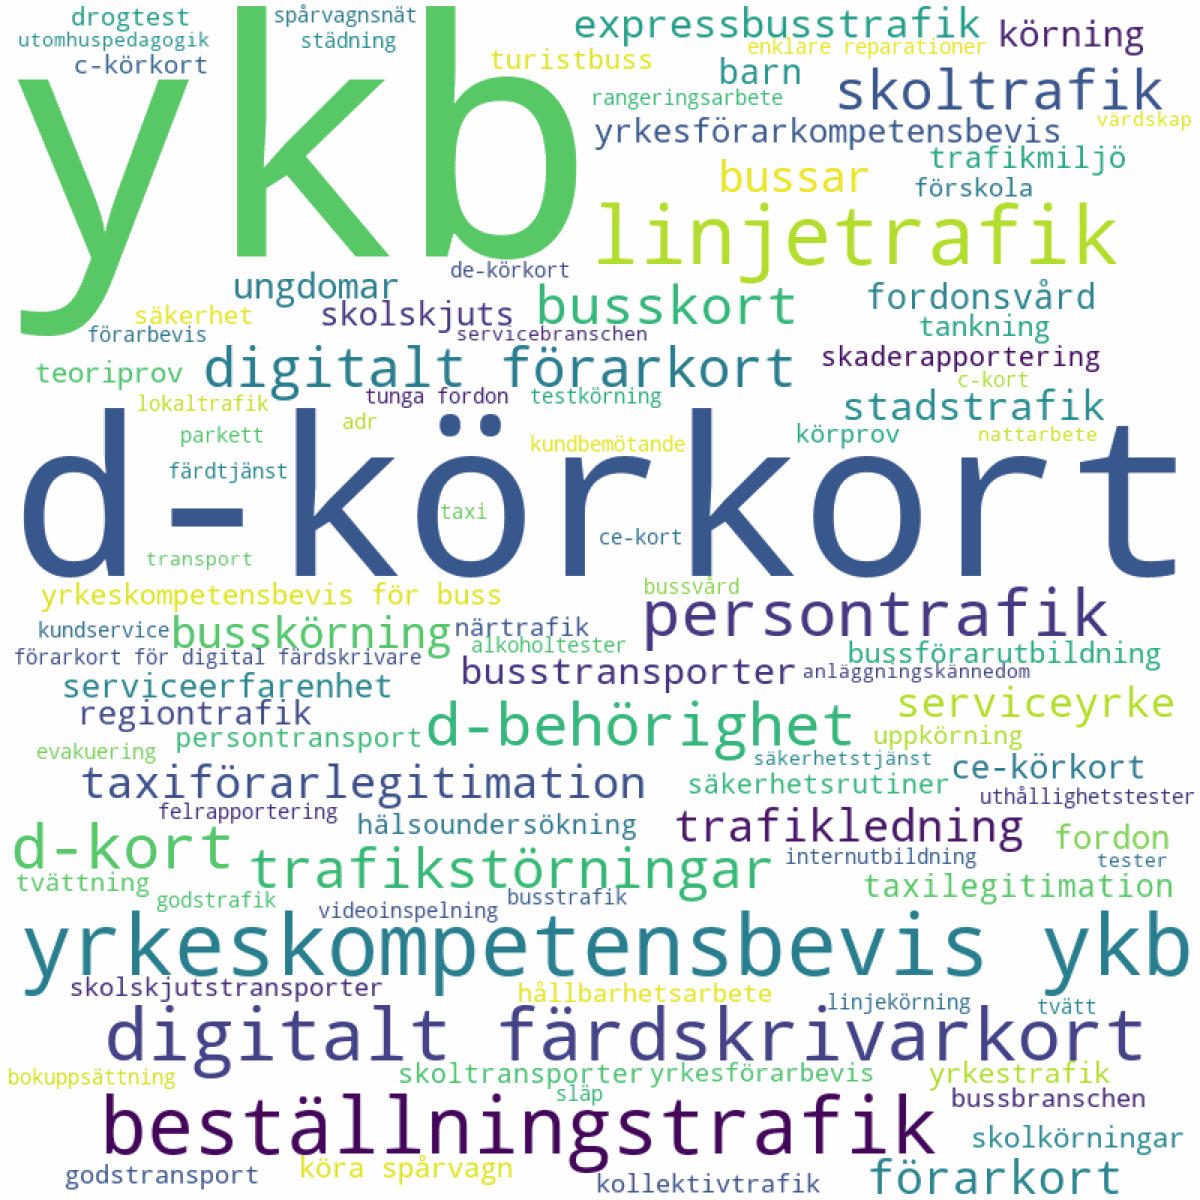 drogtest
spårvagnsnät
expressbusstrafik
körning
utomhuspedagogik
städning
enklare reparationer
c-körkort
turistbuss
barn
skoltrafik
ykb
rangeringsarbete
yrkesförarkompetensbevis
värdskap
trafikmiljö
bussar
förskola
linjetrafik
de-körkort
ungdomar
busskort
fordonsvård
säkerhet
skolskjuts
servicebranschen
tankning
förarbevis
teoriprov
digitalt förarkort
skaderapportering
c-kort
lokaltrafik
tunga fordon
testkörning
stadstrafik
adr
parkett
kundbemötande
körprov
nattarbete
färdtjänst
d-körkort
taxi
ce-kort
transport
bussvård
yrkeskompetensbevis för buss
persontrafik
kundservice
busskörning
närtrafik
alkoholtester
förarkort för digital färdskrivare
bussförarutbildning
serviceerfarenhet
busstransporter
anläggningskännedom
regiontrafik
d-behörighet
serviceyrke
persontransport
uppkörning
evakuering
säkerhetstjänst
ce-körkort
taxiförarlegitimation
säkerhetsrutiner
uthållighetstester
felrapportering
hälsoundersökning
trafikledning
fordon
d-kort
trafikstörningar
internutbildning
tester
tvättning
taxilegitimation
godstrafik
videoinspelning
busstrafik
yrkeskompetensbevis ykb
skolskjutstransporter
hållbarhetsarbete
linjekörning
tvätt
digitalt färdskrivarkort
bokuppsättning
skoltransporter
yrkesförarbevis
yrkestrafik
släp
bussbranschen
beställningstrafik
skolkörningar
godstransport
köra spårvagn
kollektivtrafik
förarkort